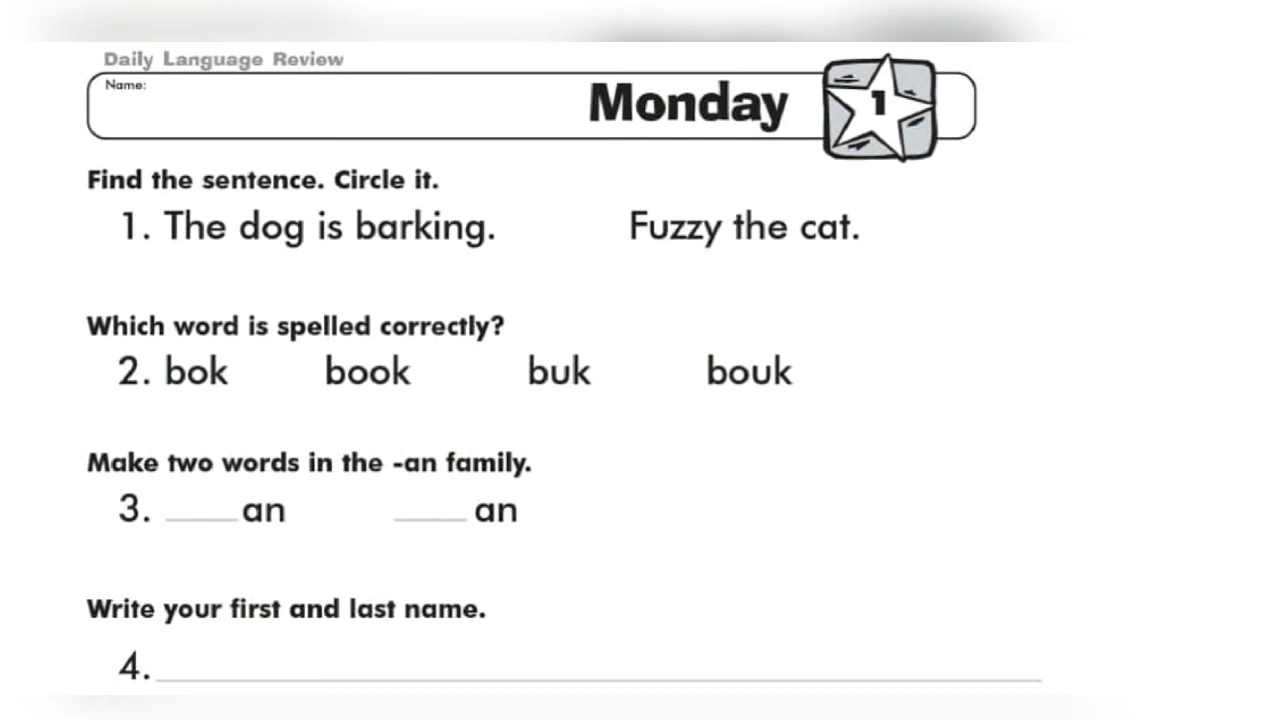 Daily Language Review
Name:
Monday
1
Find the sentence. Circle it.
1. The dog is barking. Fuzzy the cat.
Which word is spelled correctly?
2. bok book buk bouk
Make two words in the -an family.
3. ____ an ____ an
Write your first and last name.
4.